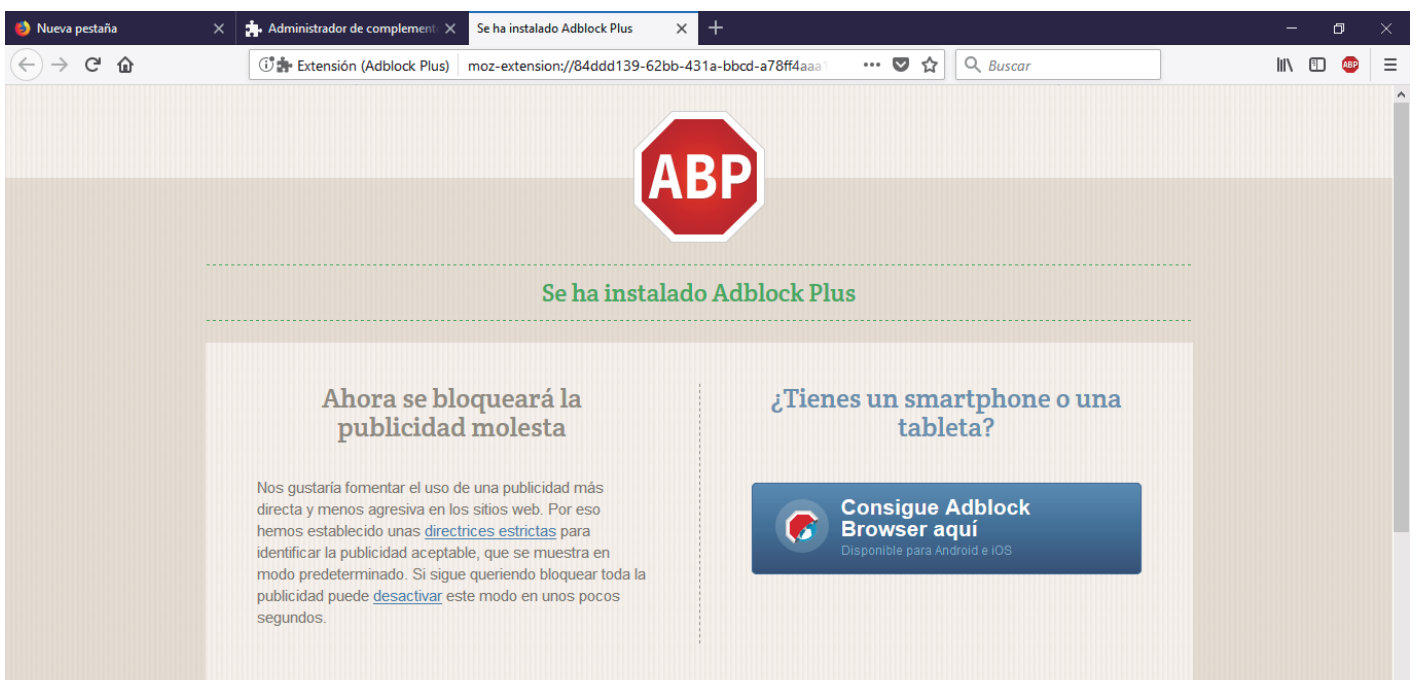 Nueva pestaña
Administrador de complement
Se ha instalado Adblock Plus
Extensión (Adblock Plus)
moz-extension://84ddd139-62bb-431a-bbcd-a78ff4aaa1
Buscar
ABP
ABP
Se ha instalado Adblock Plus
Ahora se bloqueará la
publicidad molesta
Nos gustaría fomentar el uso de una publicidad más
directa y menos agresiva en los sitios web. Por eso
hemos establecido unas directrices estrictas para
identificar la publicidad aceptable, que se muestra en
modo predeterminado. Si sigue queriendo bloquear toda la
publicidad puede desactivar este modo en unos pocos
segundos.
¿Tienes un smartphone o una
tableta?
Consigue Adblock
Browser aquí
Disponible para Android e iOS